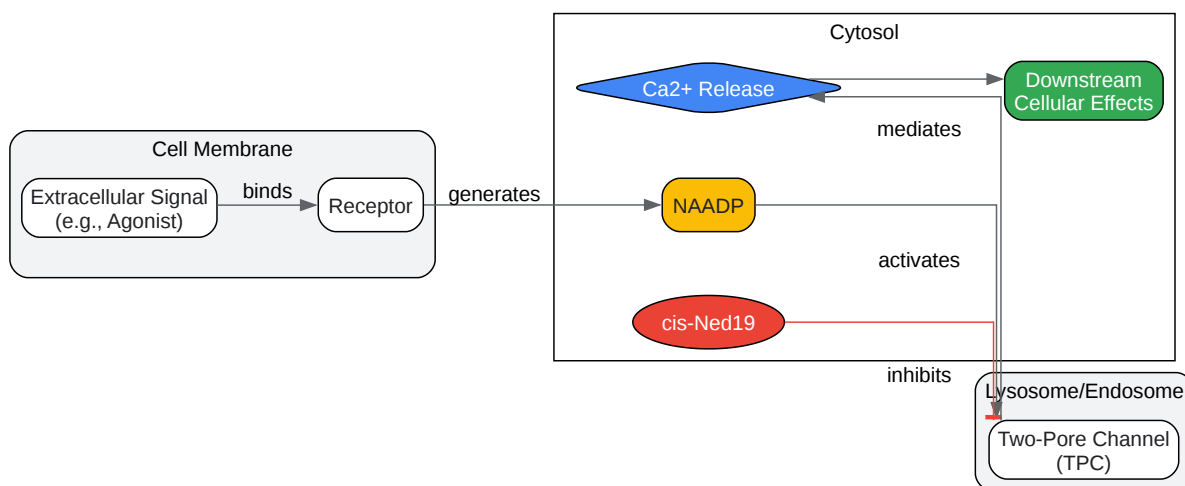 Cytosol
Ca2+ Release
Downstream
Cellular Effects
mediates
Cell Membrane
Extracellular Signal
(e.g., Agonist)
binds
Receptor
generates
NAADP
activates
cis-Ned19
inhibits
Lysosome/Endosome
Two-Pore Channel
(TPC)